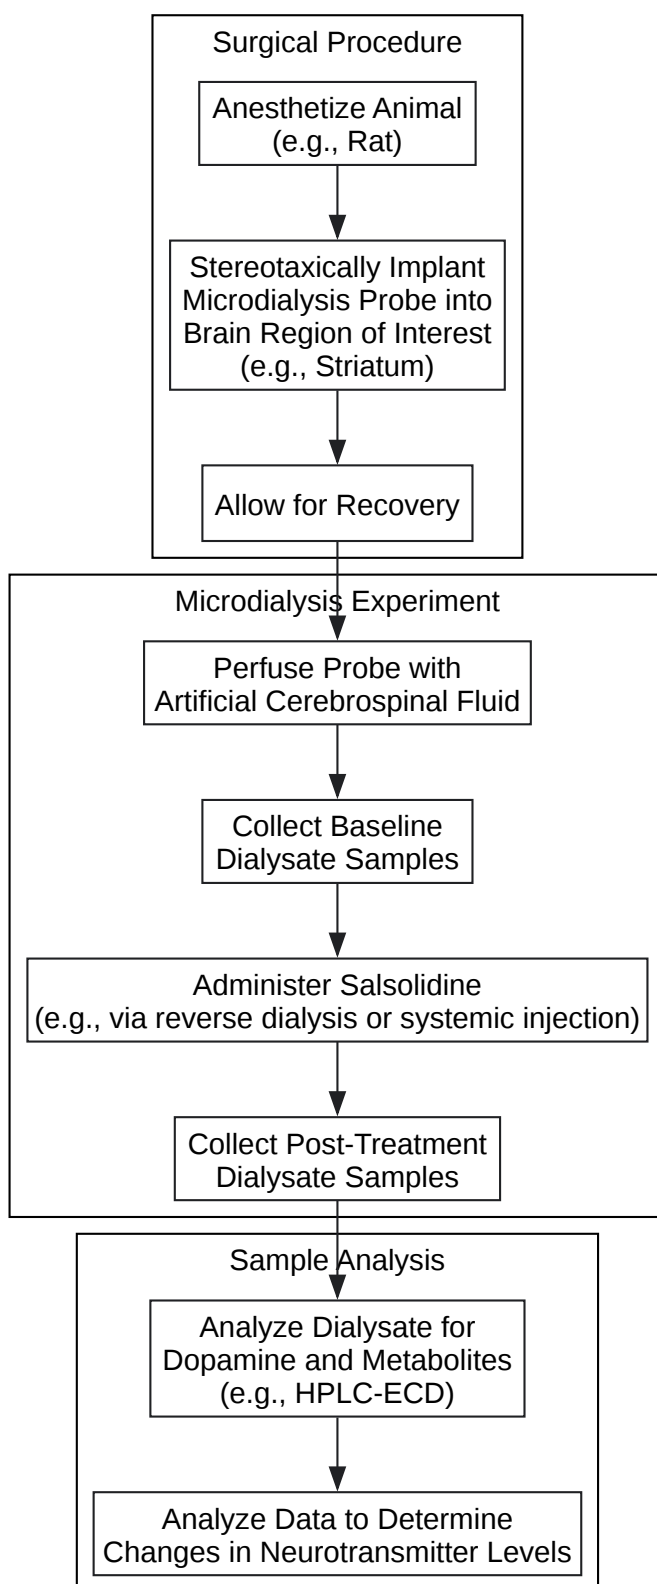 Surgical Procedure
Anesthetize Animal
(e.g., Rat)
Stereotaxically Implant
Microdialysis Probe into
Brain Region of Interest
(e.g., Striatum)
Allow for Recovery
Microdialysis Experiment
Perfuse Probe with
Artificial Cerebrospinal Fluid
Collect Baseline
Dialysate Samples
Administer Salsolidine
(e.g., via reverse dialysis or systemic injection)
Collect Post-Treatment
Dialysate Samples
Sample Analysis
Analyze Dialysate for
Dopamine and Metabolites
(e.g., HPLC-ECD)
Analyze Data to Determine
Changes in Neurotransmitter Levels